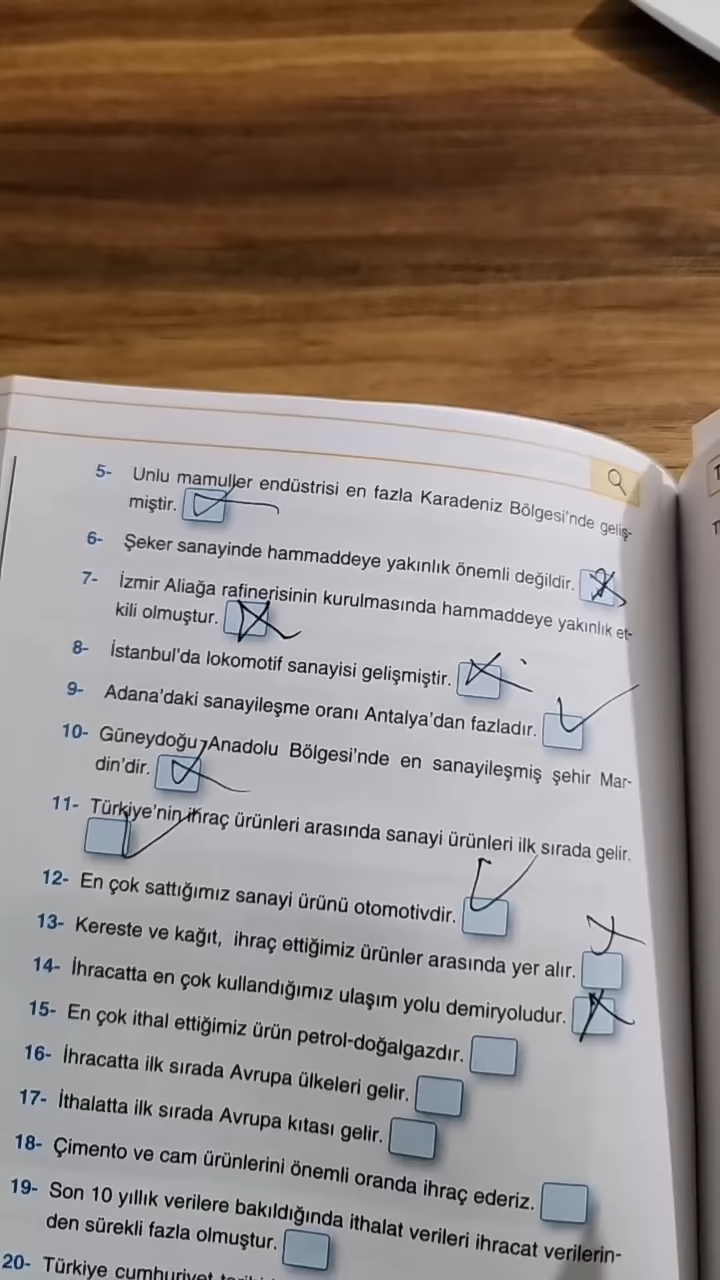 5- Unlu mamuller endüstrisi en fazla Karadeniz Bölgesi'nde geliş-
miştir.
6- Şeker sanayinde hammaddeye yakınlık önemli değildir.
7- İzmir Aliağa rafinerisinin kurulmasında hammaddeye yakınlık et-
kili olmuştur.
8- İstanbul'da lokomotif sanayisi gelişmiştir.
9- Adana'daki sanayileşme oranı Antalya'dan fazladır.
10- Güneydoğu Anadolu Bölgesi'nde en sanayileşmiş şehir Mar-
din'dir.
11- Türkiye'nin ihraç ürünleri arasında sanayi ürünleri ilk sırada gelir.
12- En çok sattığımız sanayi ürünü otomotivdir.
13- Kereste ve kağıt, ihraç ettiğimiz ürünler arasında yer alır.
14- İhracatta en çok kullandığımız ulaşım yolu demiryoludur.
15- En çok ithal ettiğimiz ürün petrol-doğalgazdır.
16- İhracatta ilk sırada Avrupa ülkeleri gelir.
17- İthalatta ilk sırada Avrupa kıtası gelir.
18- Çimento ve cam ürünlerini önemli oranda ihraç ederiz.
19- Son 10 yıllık verilere bakıldığında ithalat verileri ihracat verilerin-
den sürekli fazla olmuştur.
20- Türkiye cumhuriyet